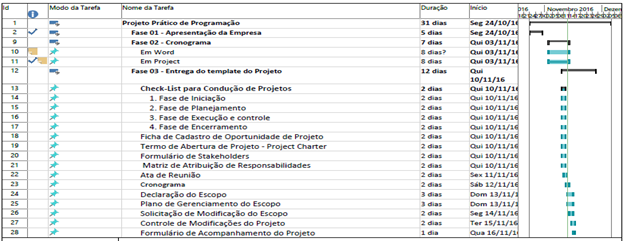 Id Modo da Tarefa Nome da Tarefa Duração Início 2016 Novembro 2016 Dezem
1 Projeto Prático de Programação 31 dias Seg 24/10/16
2 Fase 01 - Apresentação da Empresa 5 dias Seg 24/10/16
9 Fase 02 - Cronograma 7 dias Qui 03/11/16
10 Em Word 8 dias? Qui 03/11/16
11 Em Project 8 dias Qui 03/11/16
12 Fase 03 - Entrega do template do Projeto 12 dias Qui
10/11/16
13 Check-List para Condução de Projetos 2 dias Qui 10/11/16
14 1. Fase de Iniciação 2 dias Qui 10/11/16
15 2. Fase de Planejamento 2 dias Qui 10/11/16
16 3. Fase de Execução e controle 2 dias Qui 10/11/16
17 4. Fase de Encerramento 2 dias Qui 10/11/16
18 Ficha de Cadastro de Oportunidade de Projeto 2 dias Qui 10/11/16
19 Termo de Abertura de Projeto - Project Charter 2 dias Qui 10/11/16
20 Formulário de Stakeholders 2 dias Qui 10/11/16
21 Matriz de Atribuição de Responsabilidades 2 dias Qui 10/11/16
22 Ata de Reunião 2 dias Sex 11/11/16
23 Cronograma 2 dias Sáb 12/11/16
24 Declaração do Escopo 3 dias Dom 13/11/1
25 Plano de Gerenciamento do Escopo 3 dias Dom 13/11/1
26 Solicitação de Modificação do Escopo 2 dias Seg 14/11/16
27 Controle de Modificações do Projeto 2 dias Ter 15/11/16
28 Formulário de Acompanhamento do Projeto 1 dia Qua 16/11/1